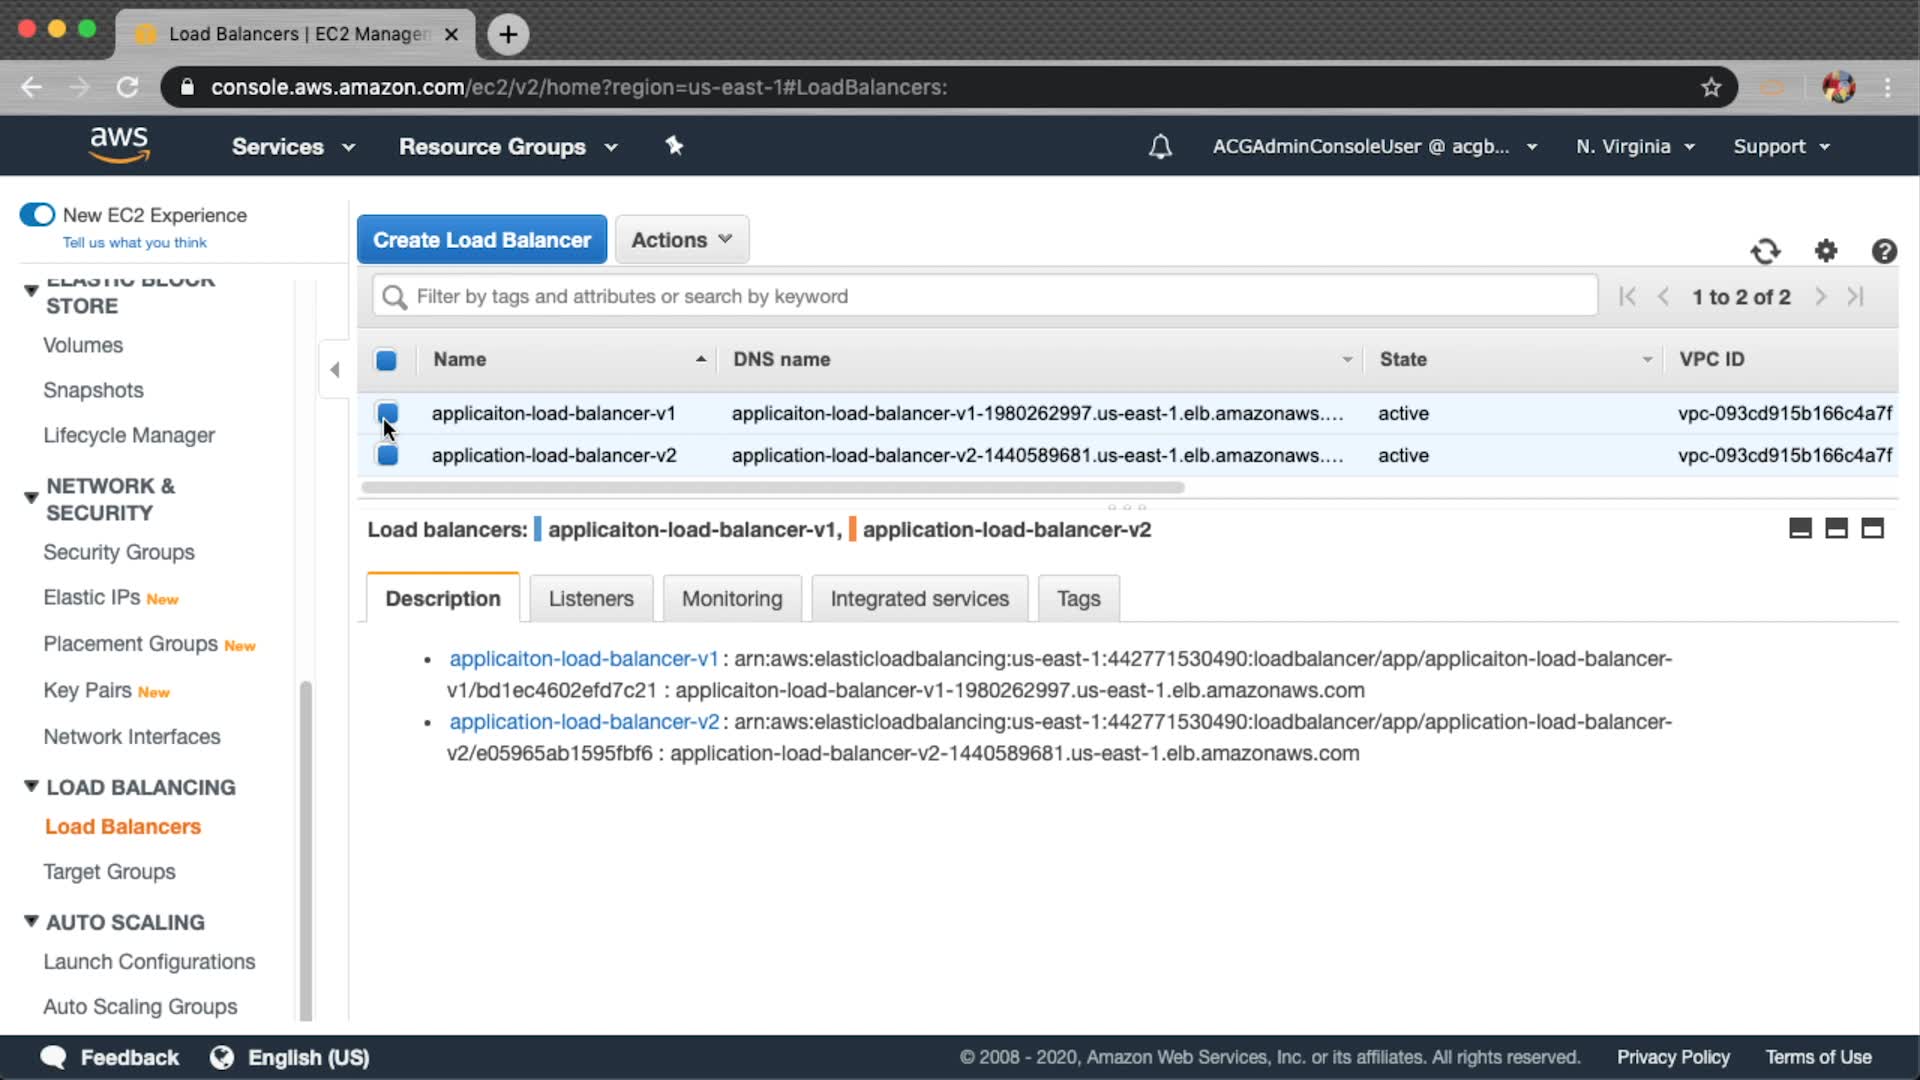 Load Balancers | EC2 Manager
console.aws.amazon.com/ec2/v2/home?region=us-east-1#LoadBalancers:
aws
Services
Resource Groups
ACGAdminConsoleUser @ acgb...
N. Virginia
Support
New EC2 Experience
Tell us what you think
ELASTIC BLOCK
STORE
Volumes
Snapshots
Lifecycle Manager
NETWORK &
SECURITY
Security Groups
Elastic IPs New
Placement Groups New
Key Pairs New
Network Interfaces
LOAD BALANCING
Load Balancers
Target Groups
AUTO SCALING
Launch Configurations
Auto Scaling Groups
Create Load Balancer
Actions
Filter by tags and attributes or search by keyword
1 to 2 of 2
Name DNS name State VPC ID
applicaiton-load-balancer-v1 applicaiton-load-balancer-v1-1980262997.us-east-1.elb.amazonaws.... active vpc-093cd915b166c4a7f
application-load-balancer-v2 application-load-balancer-v2-1440589681.us-east-1.elb.amazonaws.... active vpc-093cd915b166c4a7f
Load balancers: applicaiton-load-balancer-v1, application-load-balancer-v2
Description Listeners Monitoring Integrated services Tags
• applicaiton-load-balancer-v1 : arn:aws:elasticloadbalancing:us-east-1:442771530490:loadbalancer/app/applicaiton-load-balancer-
v1/bd1ec4602efd7c21 : applicaiton-load-balancer-v1-1980262997.us-east-1.elb.amazonaws.com
• application-load-balancer-v2 : arn:aws:elasticloadbalancing:us-east-1:442771530490:loadbalancer/app/application-load-balancer-
v2/e05965ab1595fbf6 : application-load-balancer-v2-1440589681.us-east-1.elb.amazonaws.com
Feedback
English (US)
© 2008 - 2020, Amazon Web Services, Inc. or its affiliates. All rights reserved.
Privacy Policy
Terms of Use